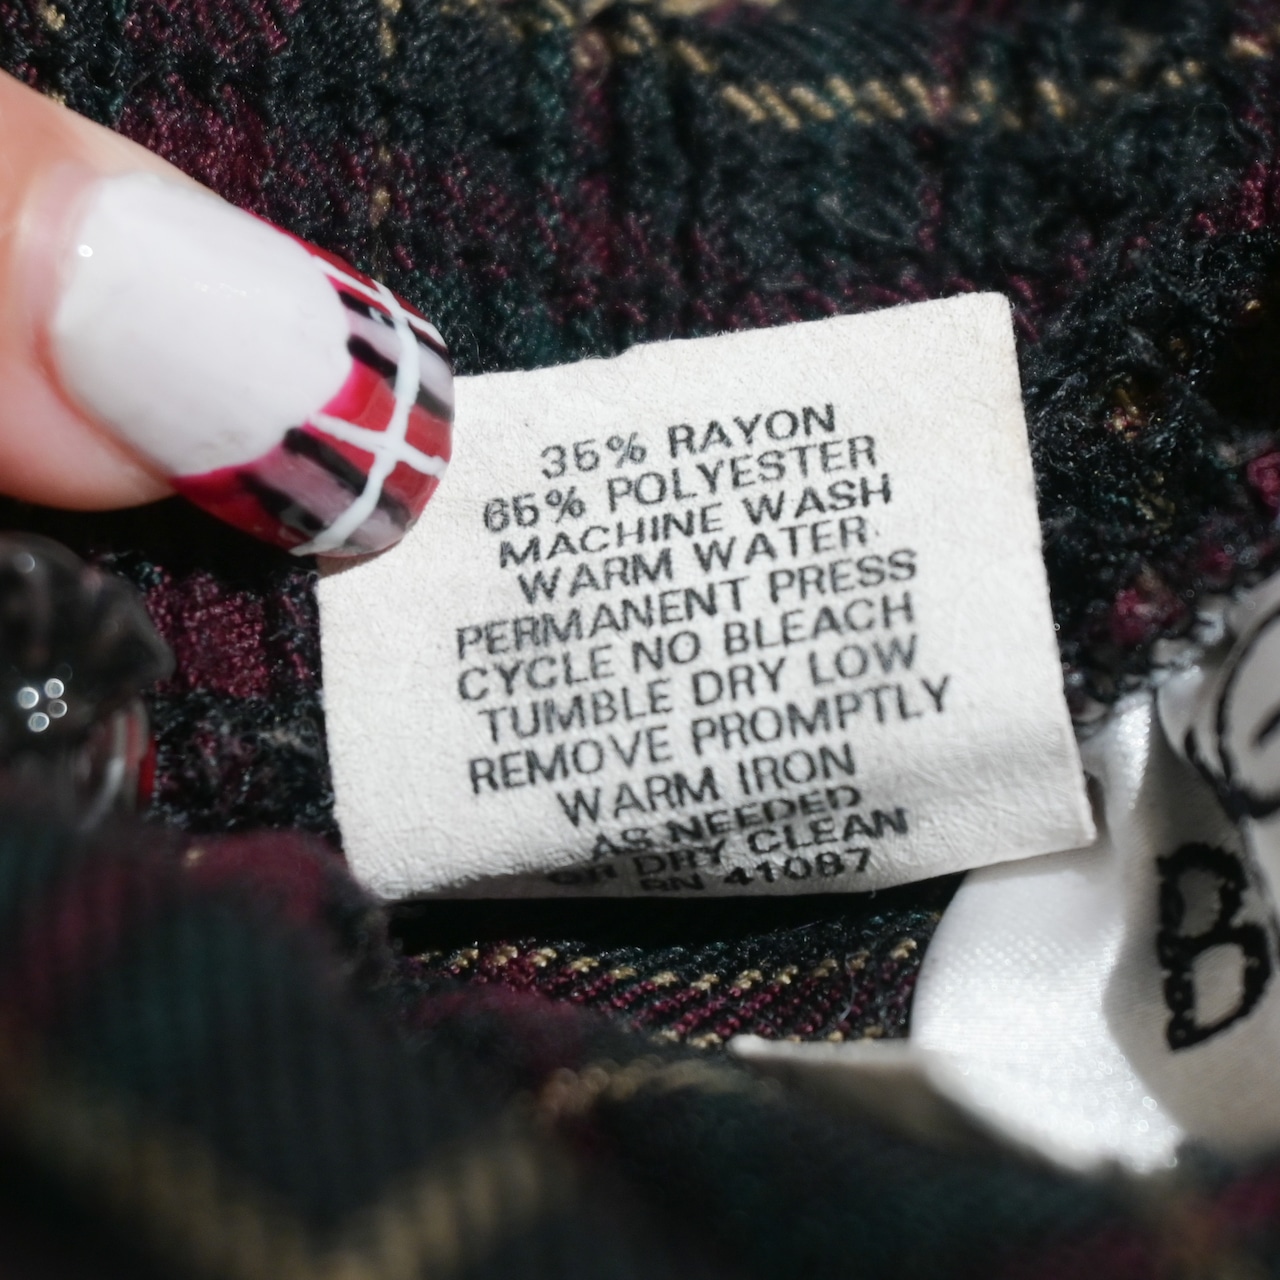 35% RAYON
65% POLYESTER
MACHINE WASH
WARM WATER
PERMANENT PRESS
CYCLE NO BLEACH
TUMBLE DRY LOW
REMOVE PROMPTLY
WARM IRON
AS NEEDED
OR DRY CLEAN
RN 41087
B